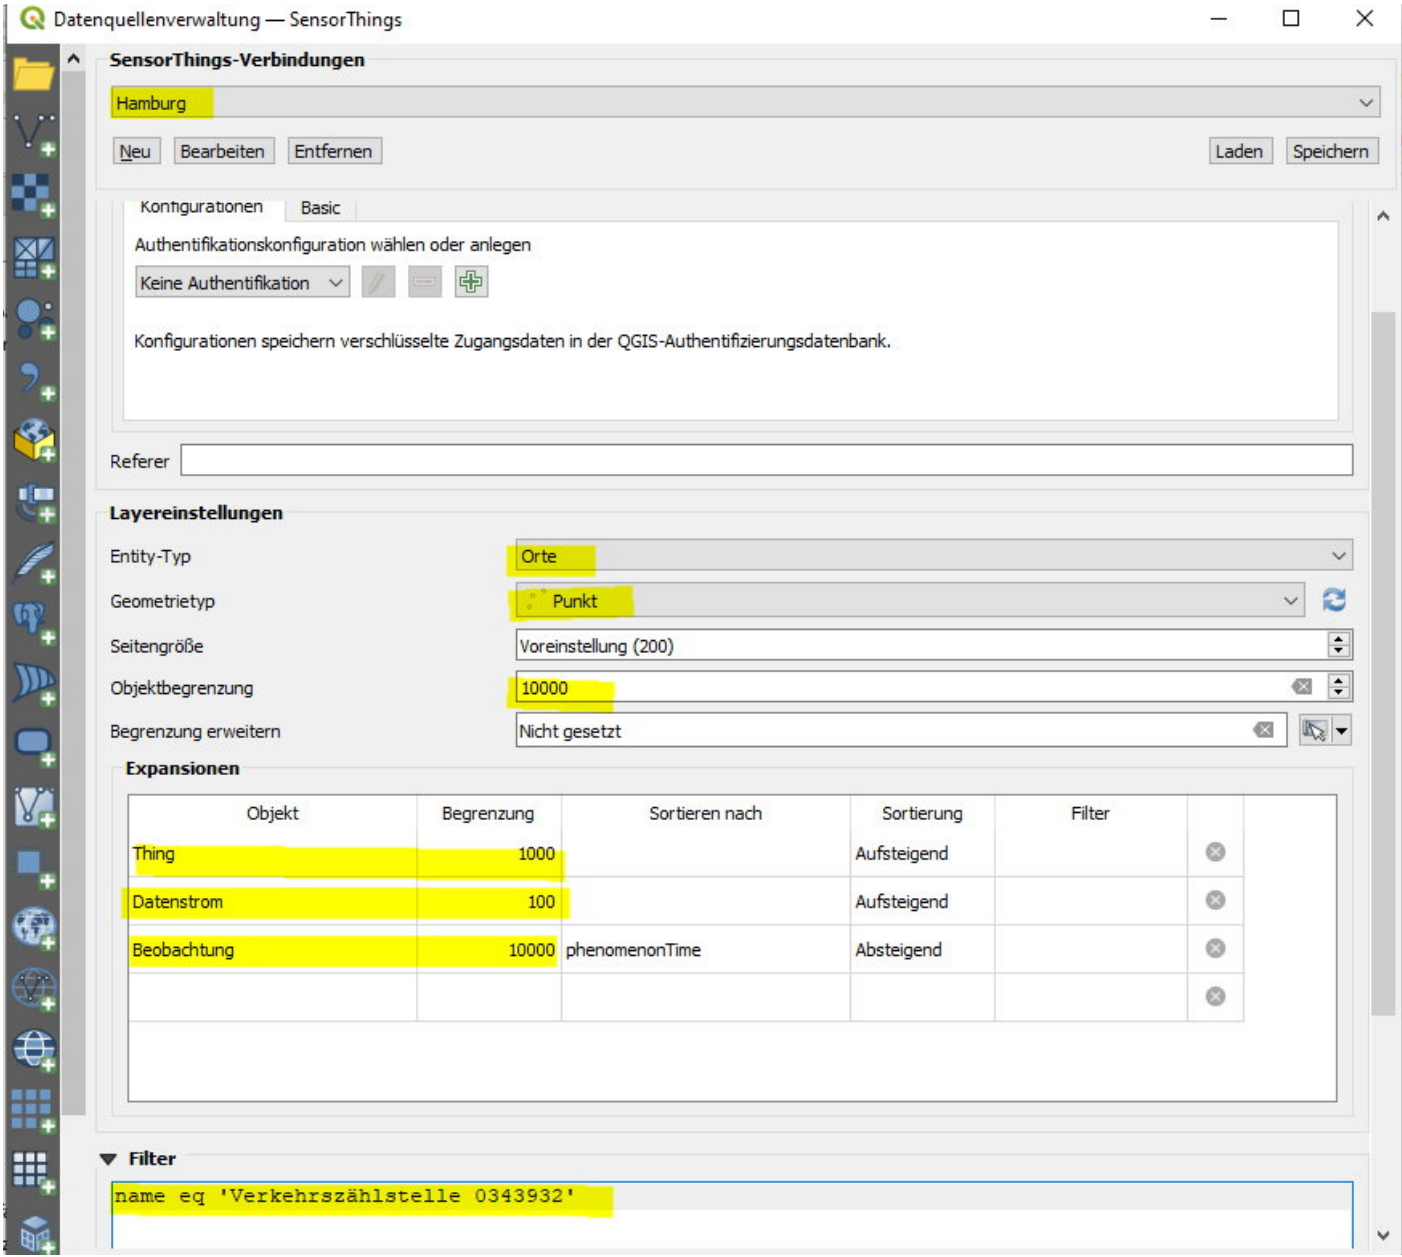 Datenquellenverwaltung — SensorThings
SensorThings-Verbindungen
Hamburg
Neu Bearbeiten Entfernen Laden Speichern
Konfigurationen Basic
Authentifikationskonfiguration wählen oder anlegen
Keine Authentifikation
Konfigurationen speichern verschlüsselte Zugangsdaten in der QGIS-Authentifizierungsdatenbank.
Referer
Layereinstellungen
Entity-Typ Orte
Geometrietyp Punkt
Seitengröße Voreinstellung (200)
Objektbegrenzung 10000
Begrenzung erweitern Nicht gesetzt
Expansionen
Objekt Begrenzung Sortieren nach Sortierung Filter
Thing 1000 Aufsteigend
Datenstrom 100 Aufsteigend
Beobachtung 10000 phenomenonTime Absteigend
Filter
name eq 'Verkehrszählstelle 0343932'